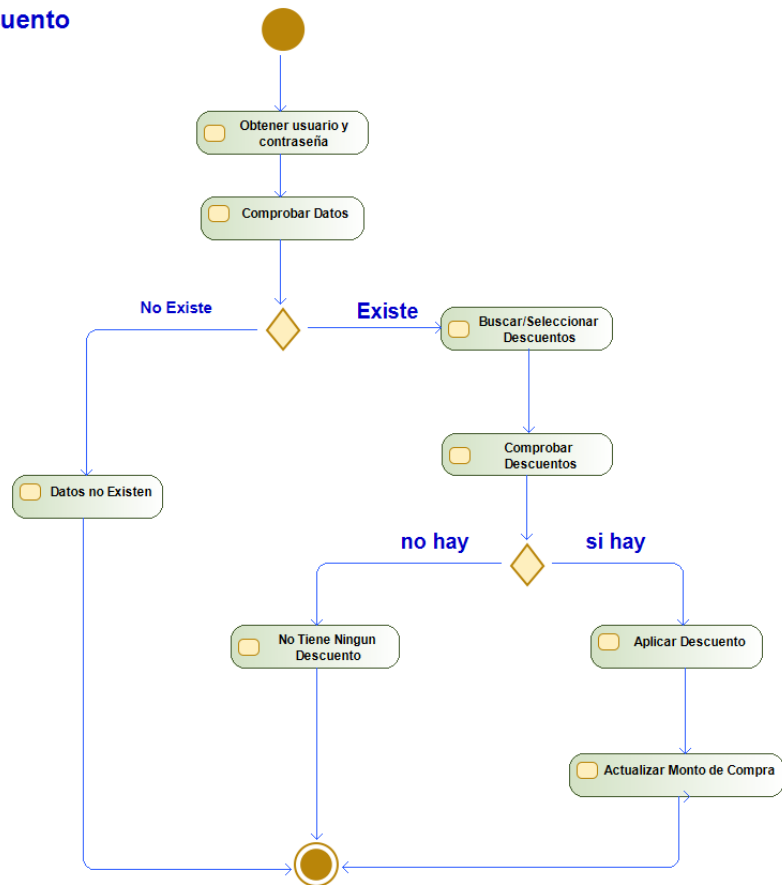 uento
Obtener usuario y
contraseña
Comprobar Datos
No Existe
Existe
Buscar/Seleccionar
Descuentos
Comprobar
Descuentos
Datos no Existen
no hay
si hay
No Tiene Ningun
Descuento
Aplicar Descuento
Actualizar Monto de Compra